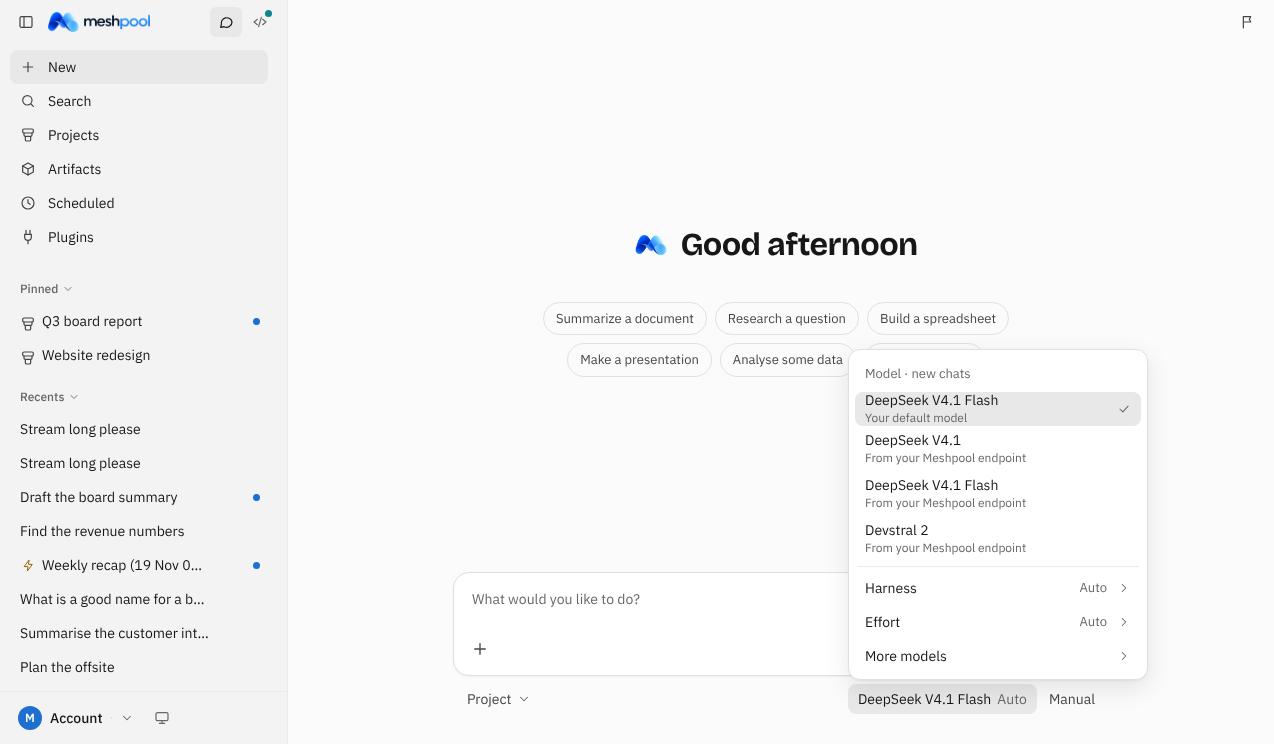 meshpool
New
Search
Projects
Artifacts
Scheduled
Plugins
Pinned
Q3 board report
Website redesign
Recents
Stream long please
Stream long please
Draft the board summary
Find the revenue numbers
Weekly recap (19 Nov 0...
What is a good name for a b...
Summarise the customer int...
Plan the offsite
M Account
Good afternoon
Summarize a document
Research a question
Build a spreadsheet
Make a presentation
Analyse some data
Model · new chats
DeepSeek V4.1 Flash
Your default model
DeepSeek V4.1
From your Meshpool endpoint
DeepSeek V4.1 Flash
From your Meshpool endpoint
Devstral 2
From your Meshpool endpoint
Harness Auto
Effort Auto
More models
What would you like to do?
Project
DeepSeek V4.1 Flash Auto
Manual